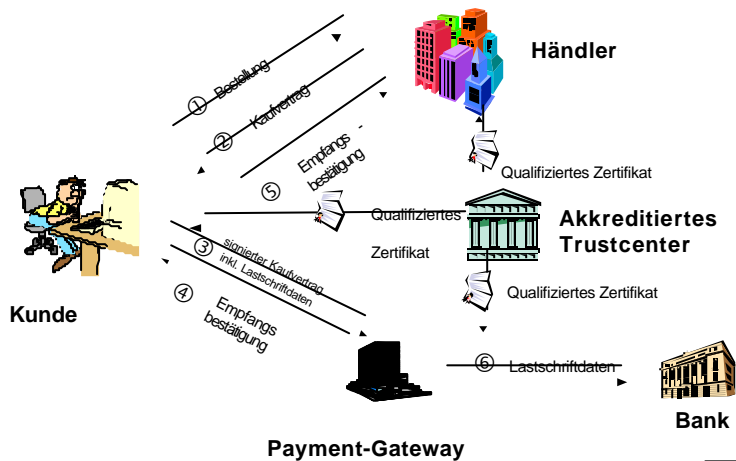 Händler
① Bestellung
② Kaufvertrag
⑤ Empfangs -
bestätigung
Qualifiziertes Zertifikat
Qualifiziertes
Zertifikat
Akkreditiertes
Trustcenter
③ signierter Kaufvertrag
inkl. Lastschriftdaten
④ Empfangs
bestätigung
Kunde
Qualifiziertes Zertifikat
⑥ Lastschriftdaten
Bank
Payment-Gateway